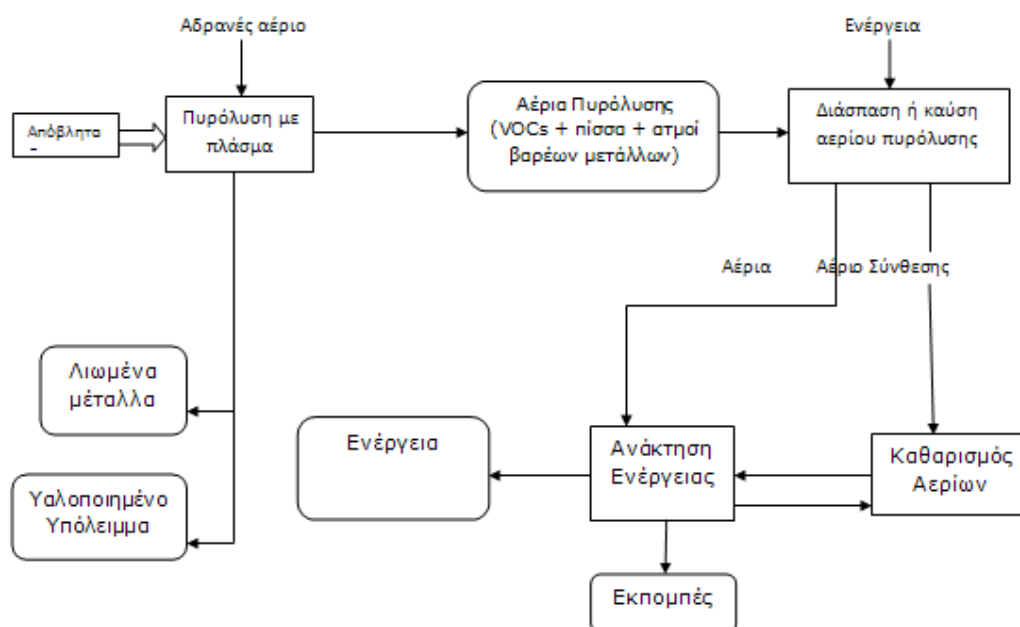 Αδρανές αέριο
Ενέργεια
Απόβλητα
Πυρόλυση με
πλάσμα
Αέρια Πυρόλυσης
(VOCs + πίσσα + ατμοί
βαρέων μετάλλων)
Διάσπαση ή καύση
αερίου πυρόλυσης
Αέρια
Αέριο Σύνθεσης
Λιωμένα
μέταλλα
Ενέργεια
Ανάκτηση
Ενέργειας
Καθαρισμός
Αερίων
Υαλοποιημένο
Υπόλειμμα
Εκπομπές